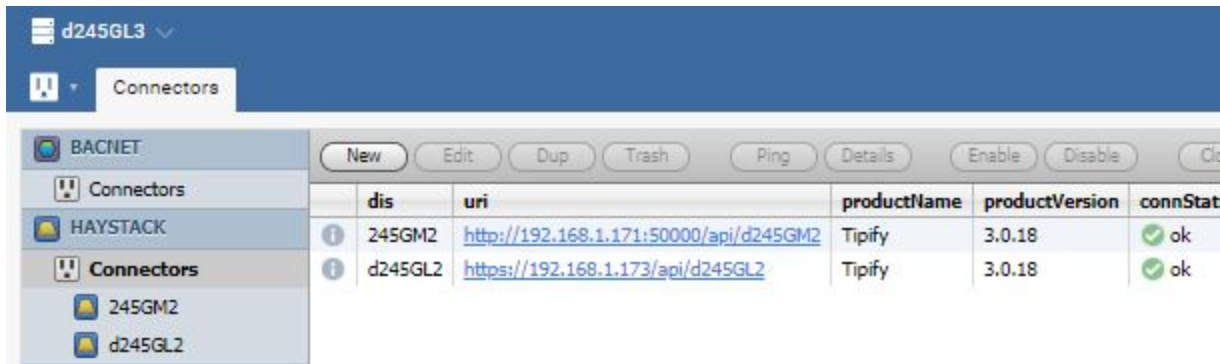 d245GL3
Connectors
BACNET
Connectors
HAYSTACK
Connectors
245GM2
d245GL2
New Edit Dup Trash Ping Details Enable Disable
dis uri productName productVersion connStat
245GM2 http://192.168.1.171:50000/api/d245GM2 Tipify 3.0.18 ok
d245GL2 https://192.168.1.173/api/d245GL2 Tipify 3.0.18 ok